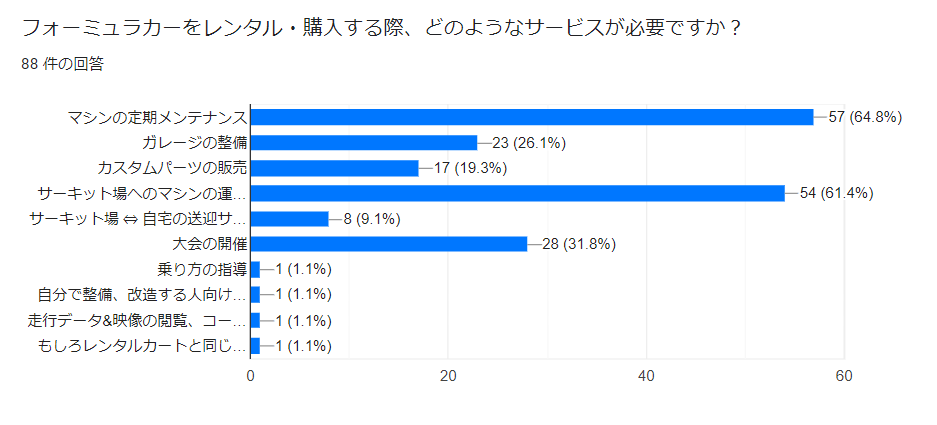 フォーミュラカーをレンタル・購入する際、どのようなサービスが必要ですか？
88 件の回答
マシンの定期メンテナンス 57 (64.8%)
ガレージの整備 23 (26.1%)
カスタムパーツの販売 17 (19.3%)
サーキット場へのマシンの運… 54 (61.4%)
サーキット場 ⇔ 自宅の送迎サ… 8 (9.1%)
大会の開催 28 (31.8%)
乗り方の指導 1 (1.1%)
自分で整備、改造する人向け… 1 (1.1%)
走行データ&映像の閲覧、コー… 1 (1.1%)
もしろレンタルカートと同じ… 1 (1.1%)
0 20 40 60